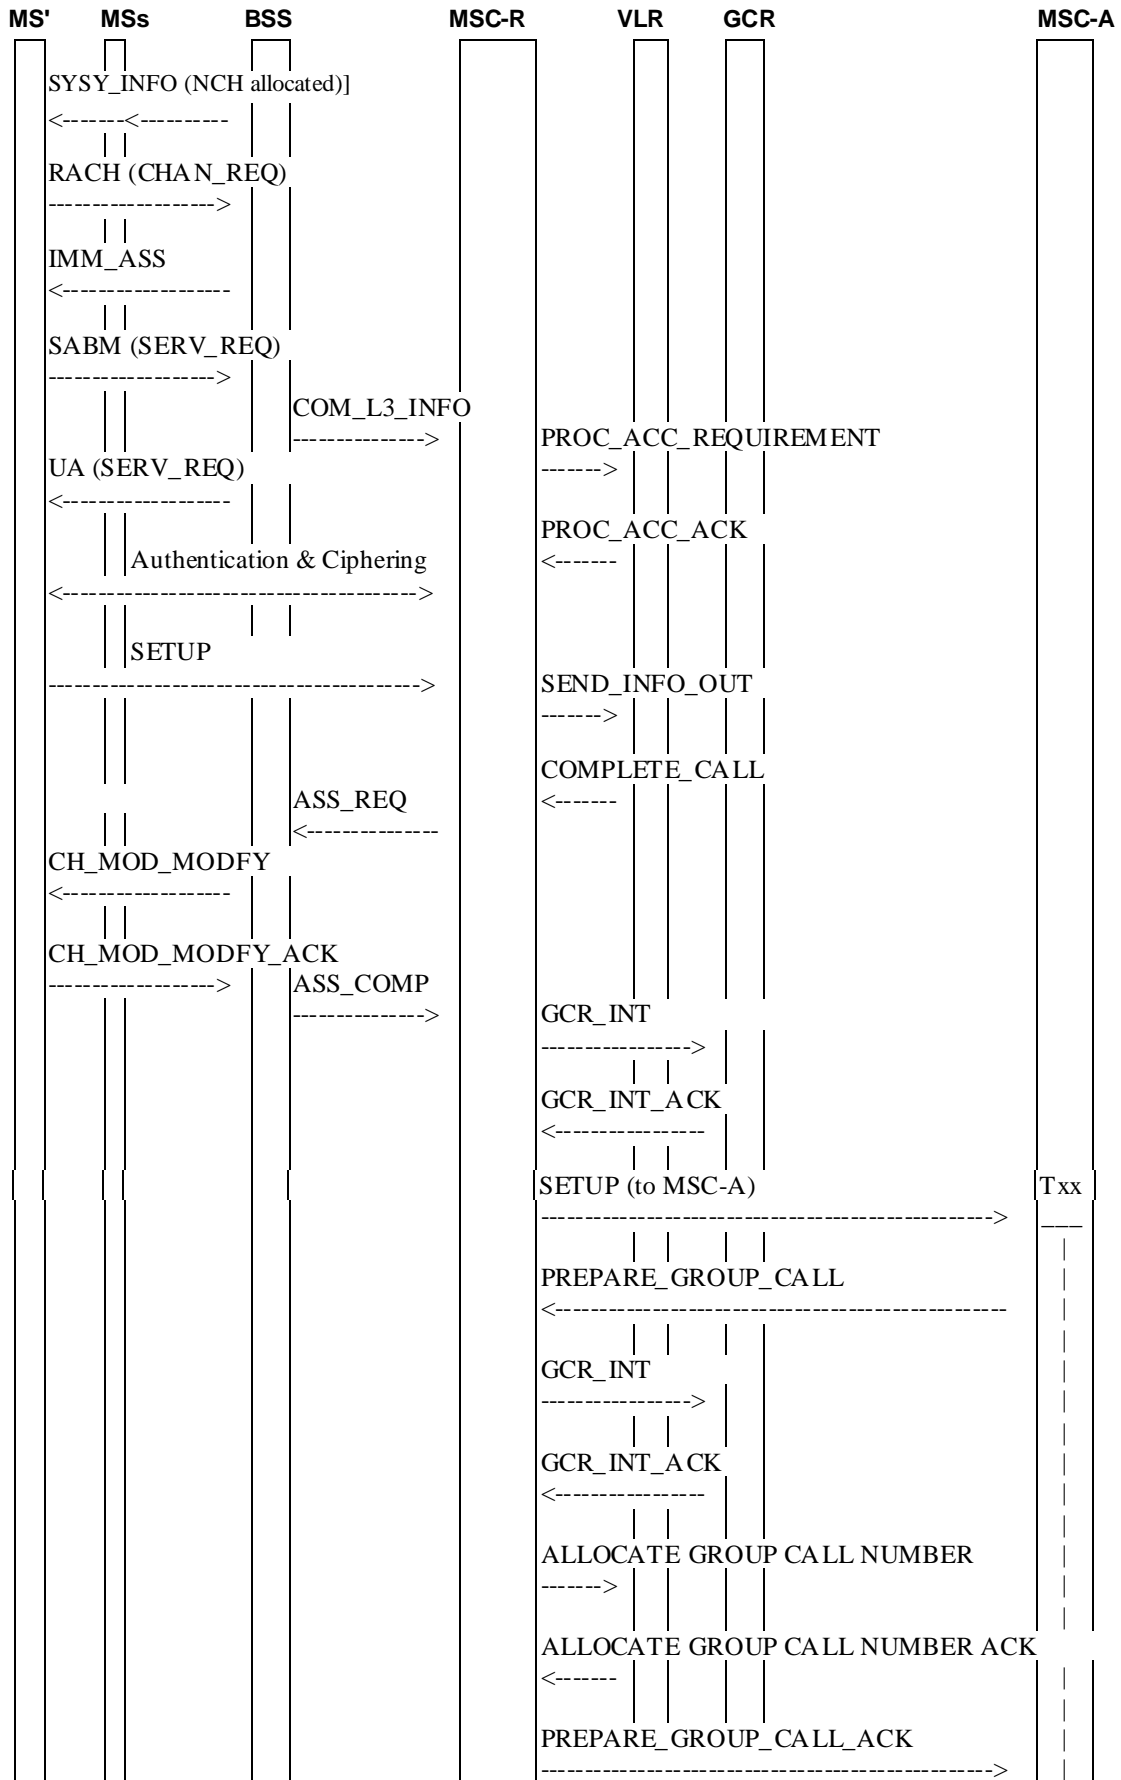 MS' MSs BSS MSC-R VLR GCR MSC-A
SYSY_INFO (NCH allocated)]
<-------<----------
RACH (CHAN_REQ)
------------------->
IMM_ASS
<-------------------
SABM (SERV_REQ)
------------------->
COM_L3_INFO
--------------->
PROC_ACC_REQUIREMENT
------->
UA (SERV_REQ)
<-------------------
PROC_ACC_ACK
<-------
Authentication & Ciphering
<---------------------------------------->
SETUP
------------------------------------------>
SEND_INFO_OUT
------->
COMPLETE_CALL
<-------
ASS_REQ
<---------------
CH_MOD_MODFY
<-------------------
CH_MOD_MODFY_ACK
------------------->
ASS_COMP
--------------->
GCR_INT
----------------->
GCR_INT_ACK
<-----------------
SETUP (to MSC-A) Txx
--------------------------------------------------->
___
PREPARE_GROUP_CALL
<---------------------------------------------------
GCR_INT
----------------->
GCR_INT_ACK
<-----------------
ALLOCATE GROUP CALL NUMBER
------->
ALLOCATE GROUP CALL NUMBER ACK
<-------
PREPARE_GROUP_CALL_ACK
--------------------------------------------------->